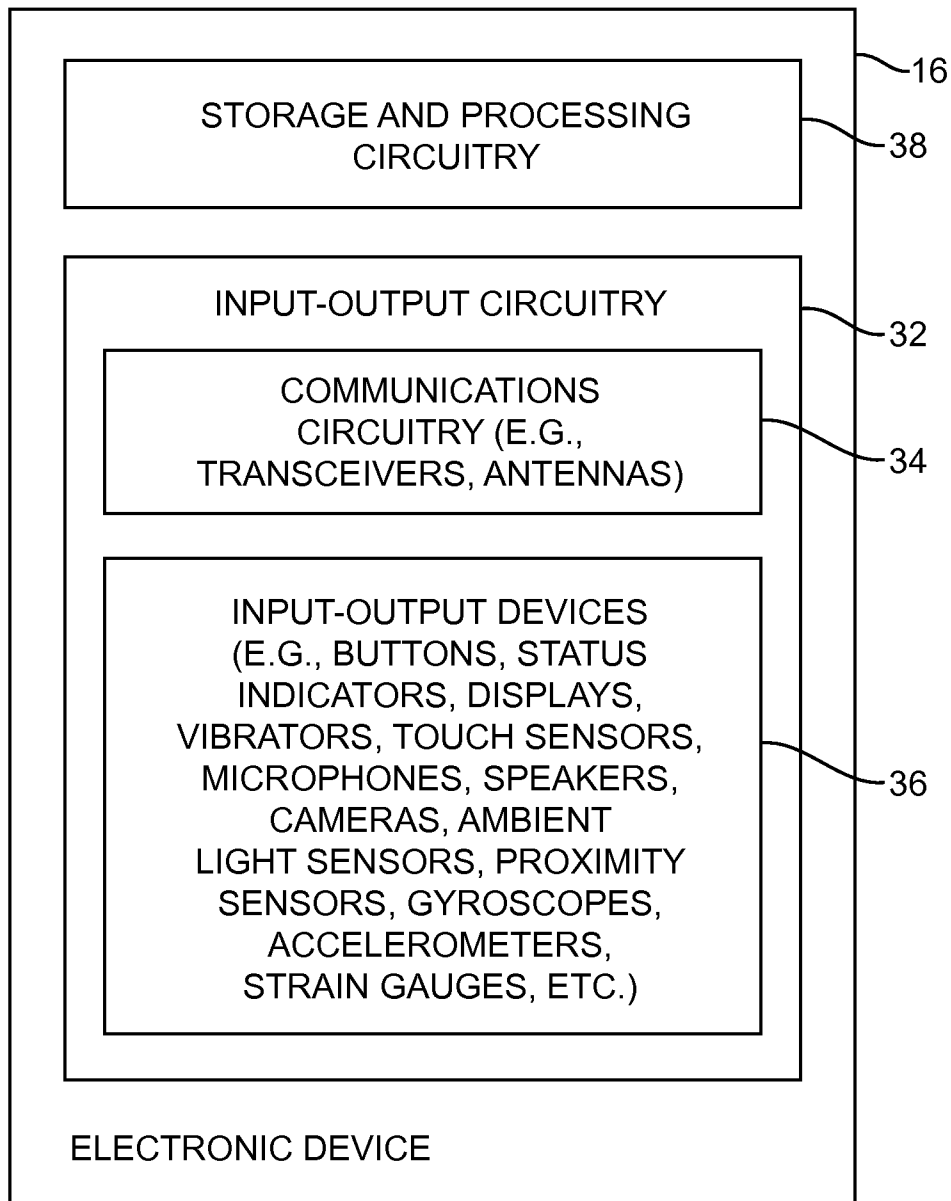 16
STORAGE AND PROCESSING
CIRCUITRY
38
INPUT-OUTPUT CIRCUITRY
32
COMMUNICATIONS
CIRCUITRY (E.G.,
TRANSCEIVERS, ANTENNAS)
34
INPUT-OUTPUT DEVICES
(E.G., BUTTONS, STATUS
INDICATORS, DISPLAYS,
VIBRATORS, TOUCH SENSORS,
MICROPHONES, SPEAKERS,
CAMERAS, AMBIENT
LIGHT SENSORS, PROXIMITY
SENSORS, GYROSCOPES,
ACCELEROMETERS,
STRAIN GAUGES, ETC.)
36
ELECTRONIC DEVICE